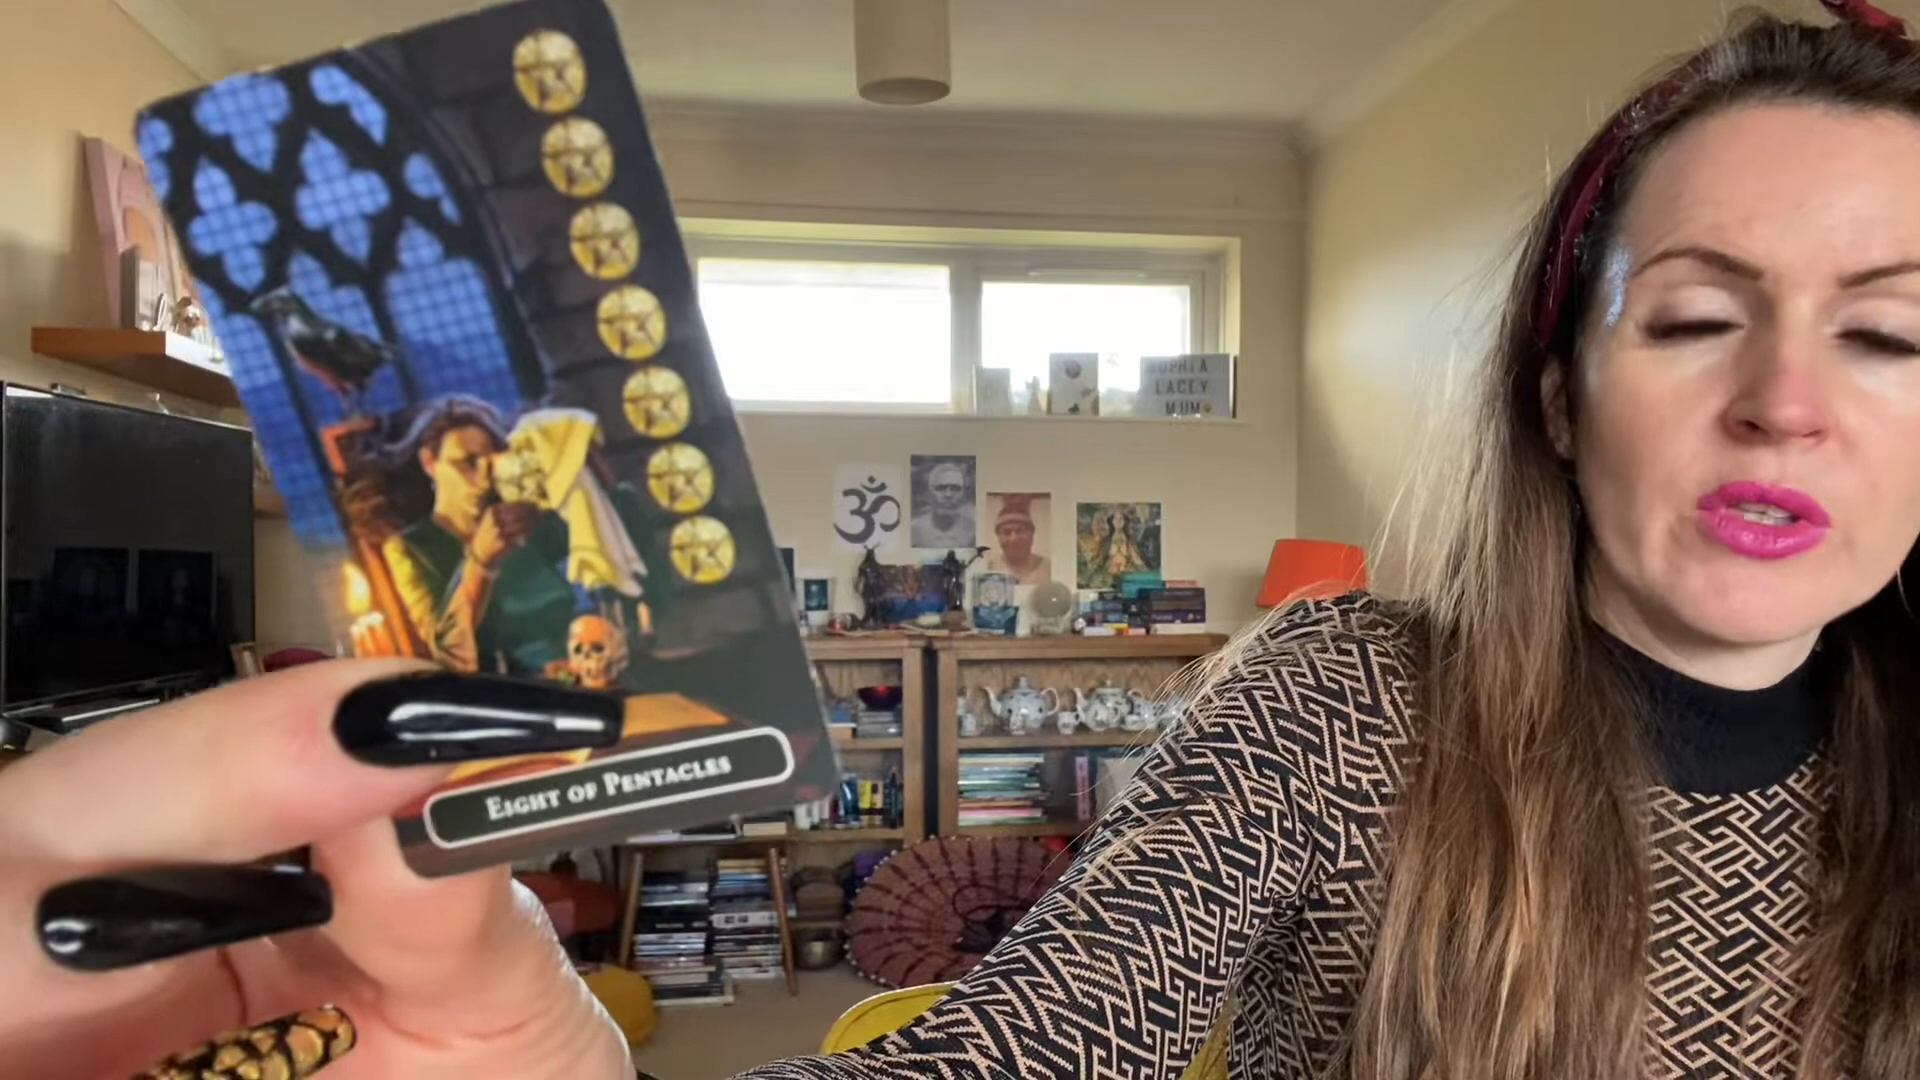 EIGHT OF PENTACLES
SOPHIA
LACEY
MUM
ॐ